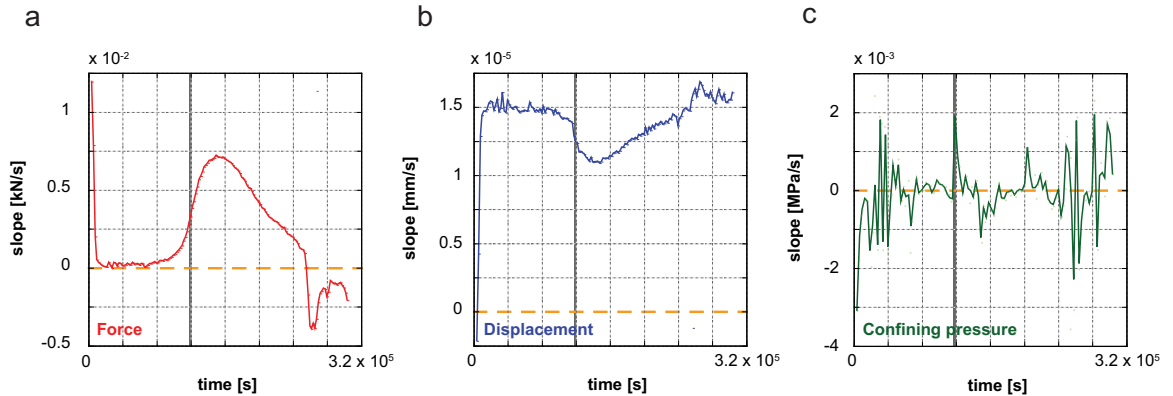 a
x 10-2
slope [kN/s]
1
0.5
0
-0.5
Force
0
3.2 x 105
time [s]
b
x 10-5
slope [mm/s]
1.5
1
0.5
0
Displacement
0
3.2 x 105
time [s]
c
x 10-3
slope [MPa/s]
2
0
-2
-4
Confining pressure
0
3.2 x 105
time [s]